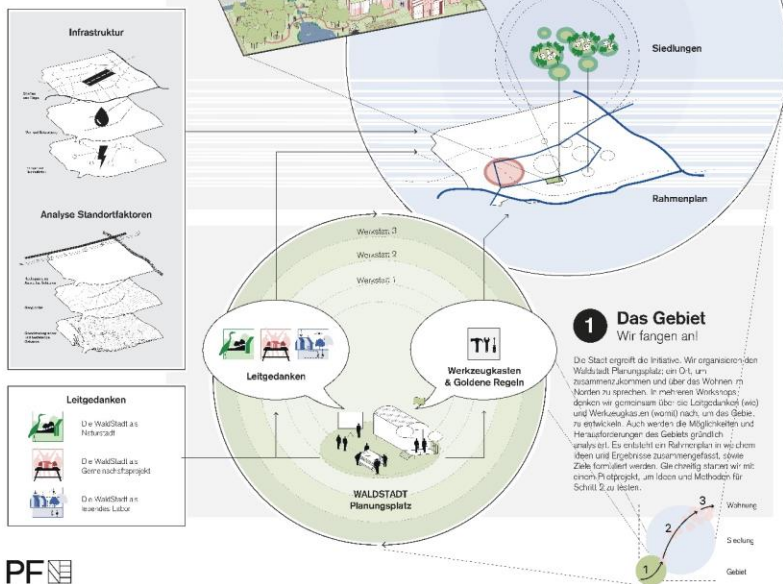 Infrastruktur
Analyse Standortfaktoren
Leitgedanken
Die WaldStadt als
Naturstadt
Die WaldStadt als
Gemeinschaftsprojekt
Die WaldStadt als
lebendes Labor
Siedlungen
Rahmenplan
Werkstatt 3
Werkstatt 2
Werkstatt 1
Leitgedanken
Werkzeugkasten
& Goldene Regeln
WALDSTADT
Planungsplatz
1 Das Gebiet
Wir fangen an!
Die Stadt ergreift die Initiative. Wir organisieren den
Waldstadt Planungsplatz: ein Ort, um
zusammenzukommen und über das Wohnen im
Norden zu sprechen. In mehreren Workshops
denken wir gemeinsam über die Leitgedanken (wie)
und Werkzeugkasten (womit) nach, um das Gebiet
zu entwickeln. Auch werden die Möglichkeiten und
Herausforderungen des Gebiets gründlich
analysiert. Es entsteht ein Rahmenplan in welchem
Ideen und Ergebnisse zusammengefasst, sowie
Ziele formuliert werden. Gleichzeitig starten wir mit
einem Pilotprojekt, um Ideen und Methoden für
Schritt 2 zu testen.
3 Wohnung
2 Siedlung
1 Gebiet
PF